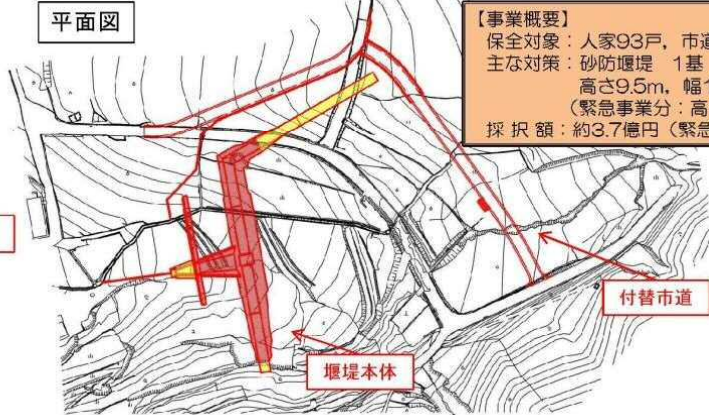 平面図
【事業概要】
保全対象：人家93戸，市道
主な対策：砂防堰堤　1基
高さ9.5m，幅1
（緊急事業分：高
採択額：約3.7億円（緊急
付替市道
堰堤本体